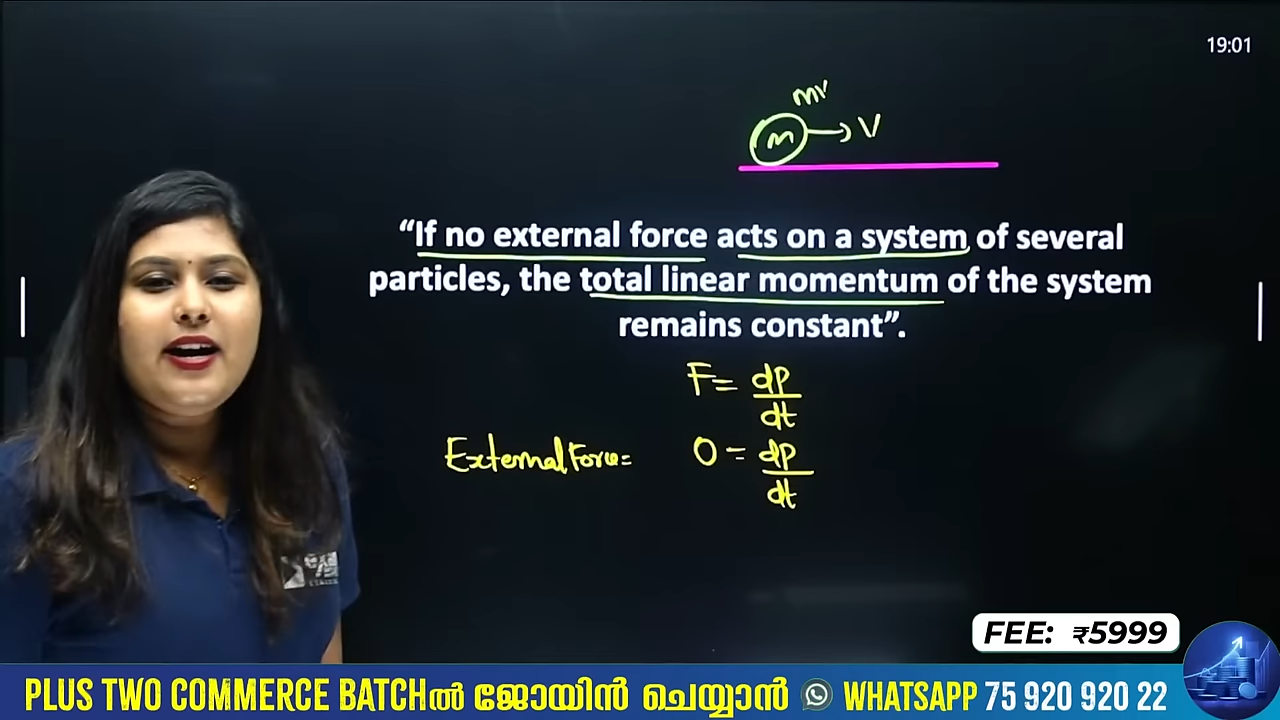 19:01
mv
m → V
“If no external force acts on a system of several
particles, the total linear momentum of the system
remains constant”.
F = dp/dt
External Force = 0 = dp/dt
FEE: ₹5999
PLUS TWO COMMERCE BATCHൽ ജോയിൻ ചെയ്യാൻ WHATSAPP 75 920 920 22